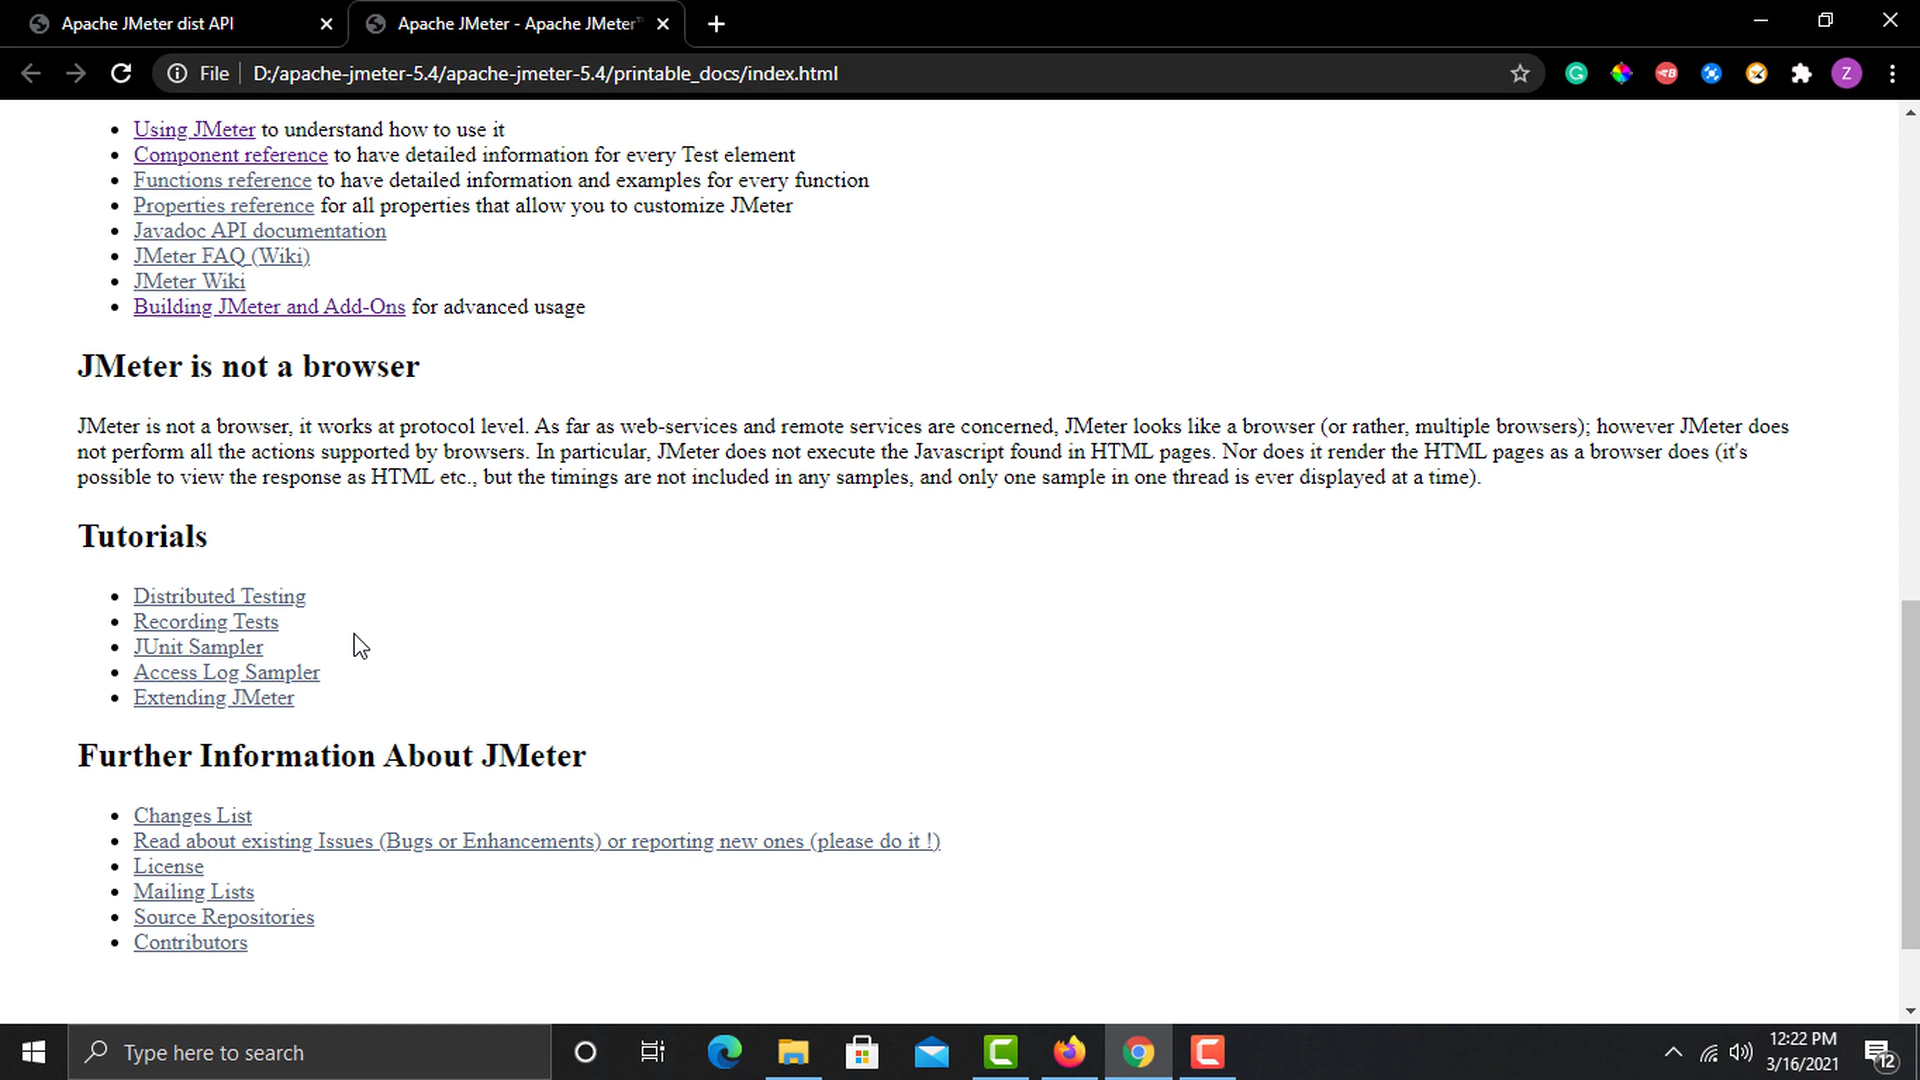 Apache JMeter dist API
Apache JMeter - Apache JMeter™
File
D:/apache-jmeter-5.4/apache-jmeter-5.4/printable_docs/index.html
Z
Using JMeter to understand how to use it
Component reference to have detailed information for every Test element
Functions reference to have detailed information and examples for every function
Properties reference for all properties that allow you to customize JMeter
Javadoc API documentation
JMeter FAQ (Wiki)
JMeter Wiki
Building JMeter and Add-Ons for advanced usage
JMeter is not a browser
JMeter is not a browser, it works at protocol level. As far as web-services and remote services are concerned, JMeter looks like a browser (or rather, multiple browsers); however JMeter does
not perform all the actions supported by browsers. In particular, JMeter does not execute the Javascript found in HTML pages. Nor does it render the HTML pages as a browser does (it's
possible to view the response as HTML etc., but the timings are not included in any samples, and only one sample in one thread is ever displayed at a time).
Tutorials
Distributed Testing
Recording Tests
JUnit Sampler
Access Log Sampler
Extending JMeter
Further Information About JMeter
Changes List
Read about existing Issues (Bugs or Enhancements) or reporting new ones (please do it !)
License
Mailing Lists
Source Repositories
Contributors
Type here to search
12:22 PM
3/16/2021
12